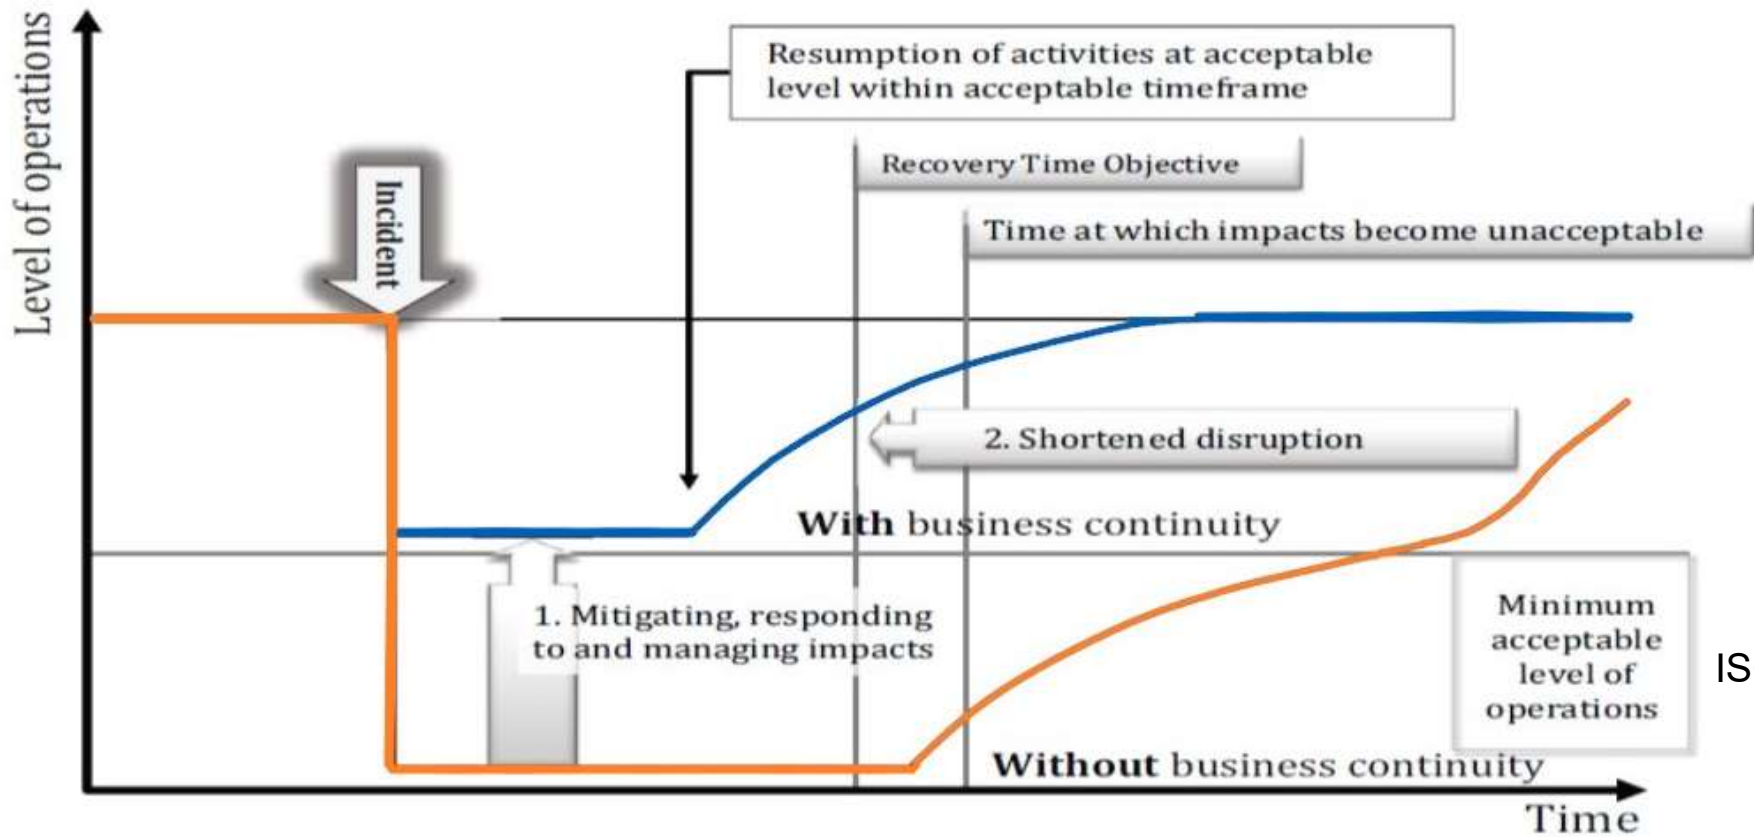 Level of operations
Incident
Resumption of activities at acceptable
level within acceptable timeframe
Recovery Time Objective
Time at which impacts become unacceptable
2. Shortened disruption
With business continuity
1. Mitigating, responding
to and managing impacts
Minimum
acceptable
level of
operations
IS
Without business continuity
Time